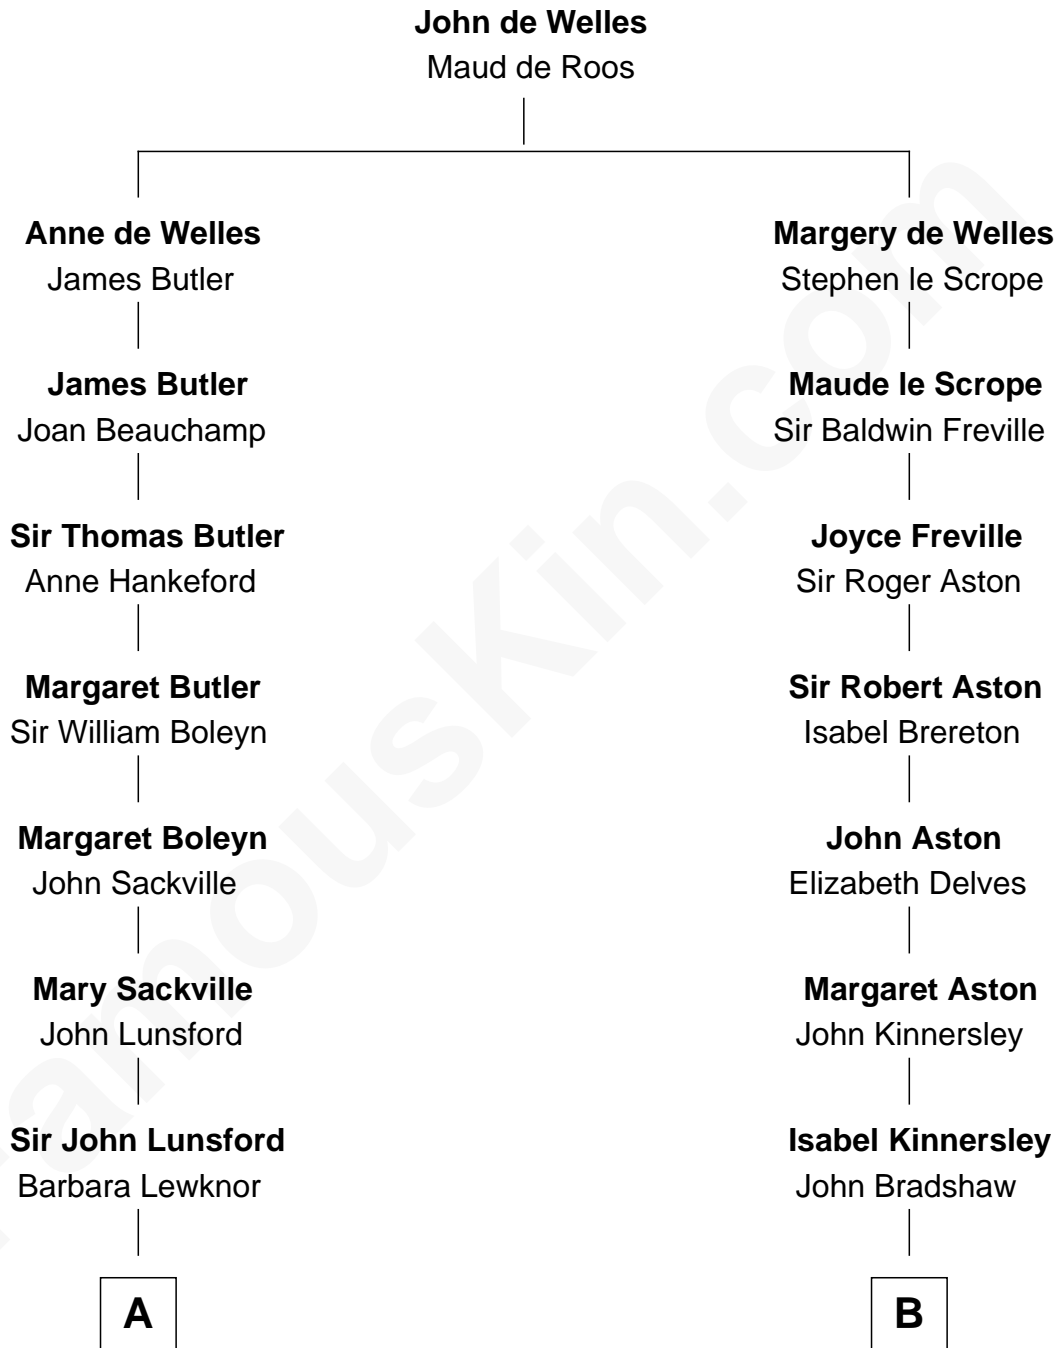 John de Welles
Maud de Roos
Anne de Welles
James Butler
Margery de Welles
Stephen le Scrope
James Butler
Joan Beauchamp
Maude le Scrope
Sir Baldwin Freville
Sir Thomas Butler
Anne Hankeford
Joyce Freville
Sir Roger Aston
Margaret Butler
Sir William Boleyn
Sir Robert Aston
Isabel Brereton
Margaret Boleyn
John Sackville
John Aston
Elizabeth Delves
Mary Sackville
John Lunsford
Margaret Aston
John Kinnersley
Sir John Lunsford
Barbara Lewknor
Isabel Kinnersley
John Bradshaw
A
B
FamousKin.com